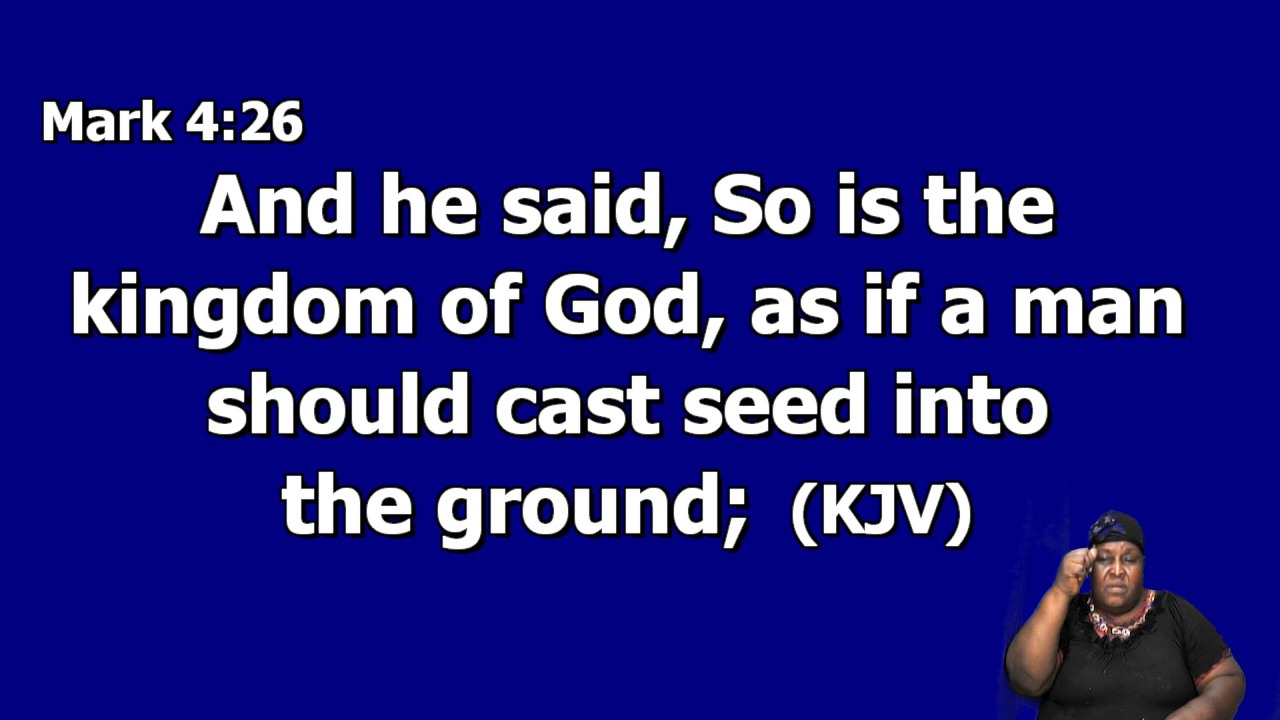 Mark 4:26
And he said, So is the
kingdom of God, as if a man
should cast seed into
the ground; (KJV)